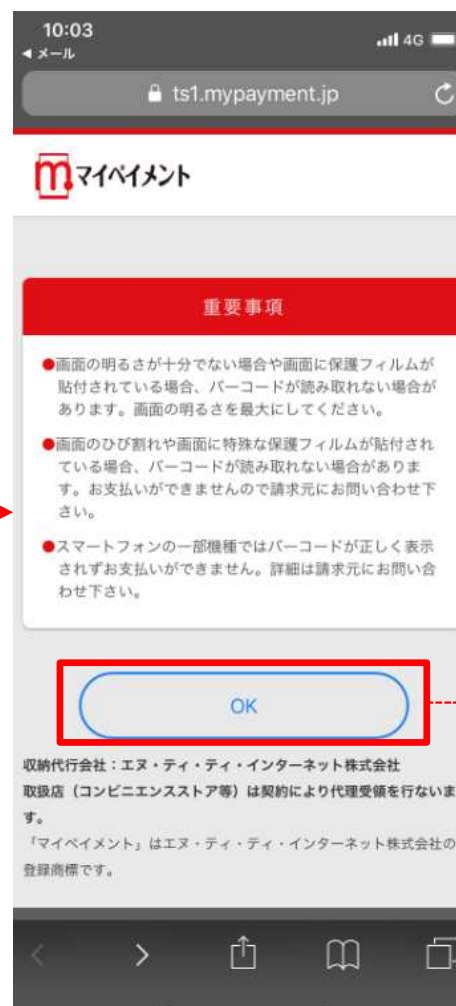 10:03
4G
◀ メール
ts1.mypayment.jp
m.マイペイメント
重要事項
●画面の明るさが十分でない場合や画面に保護フィルムが
貼付されている場合、バーコードが読み取れない場合が
あります。画面の明るさを最大にしてください。
●画面のひび割れや画面に特殊な保護フィルムが貼付され
ている場合、バーコードが読み取れない場合がありま
す。お支払いができませんので請求元にお問い合わせ下
さい。
●スマートフォンの一部機種ではバーコードが正しく表示
されずお支払いができません。詳細は請求元にお問い合
わせ下さい。
OK
収納代行会社：エヌ・ティ・ティ・インターネット株式会社
取扱店（コンビニエンスストア等）は契約により代理受領を行ないま
す。
「マイペイメント」はエヌ・ティ・ティ・インターネット株式会社の
登録商標です。